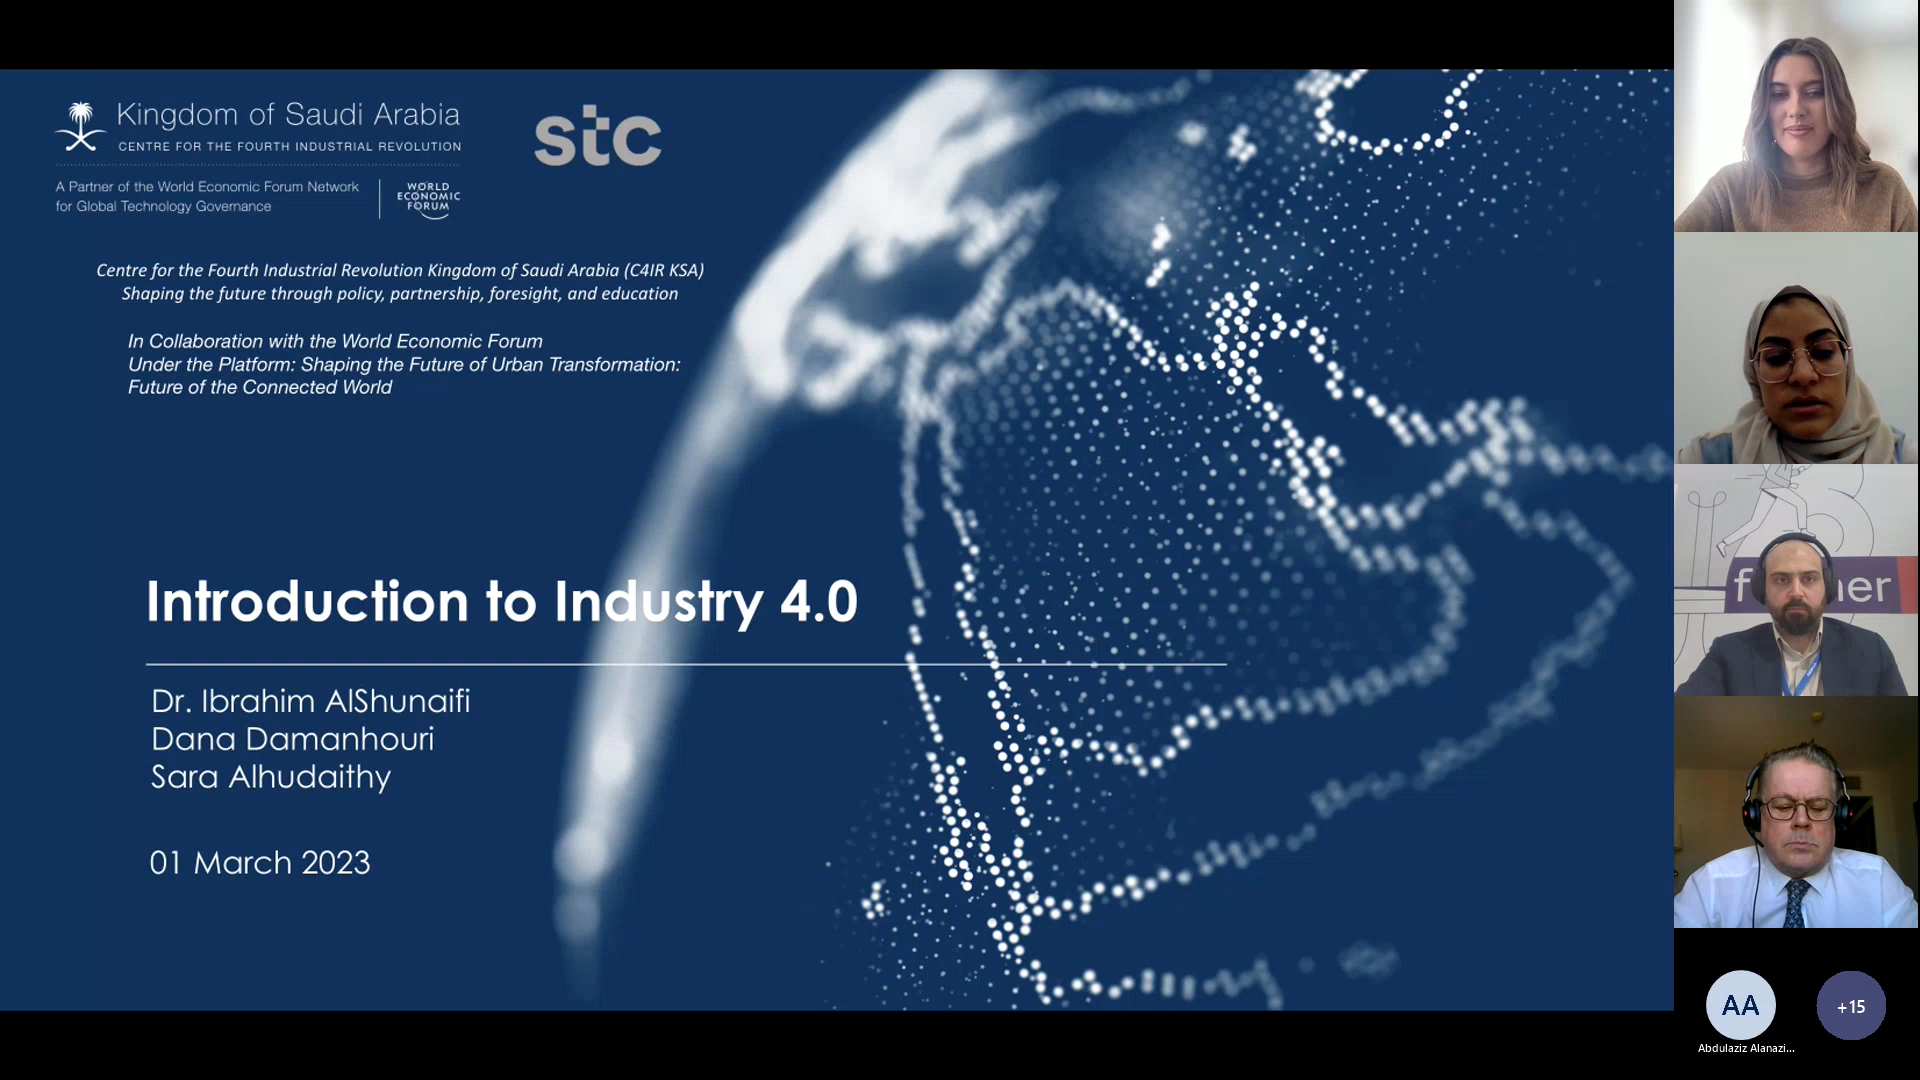 Kingdom of Saudi Arabia
CENTRE FOR THE FOURTH INDUSTRIAL REVOLUTION
A Partner of the World Economic Forum Network
for Global Technology Governance
WORLD
ECONOMIC
FORUM
stc
Centre for the Fourth Industrial Revolution Kingdom of Saudi Arabia (C4IR KSA)
Shaping the future through policy, partnership, foresight, and education
In Collaboration with the World Economic Forum
Under the Platform: Shaping the Future of Urban Transformation:
Future of the Connected World
Introduction to Industry 4.0
Dr. Ibrahim AlShunaifi
Dana Damanhouri
Sara Alhudaithy
01 March 2023
AA
+15
Abdulaziz Alanazi...